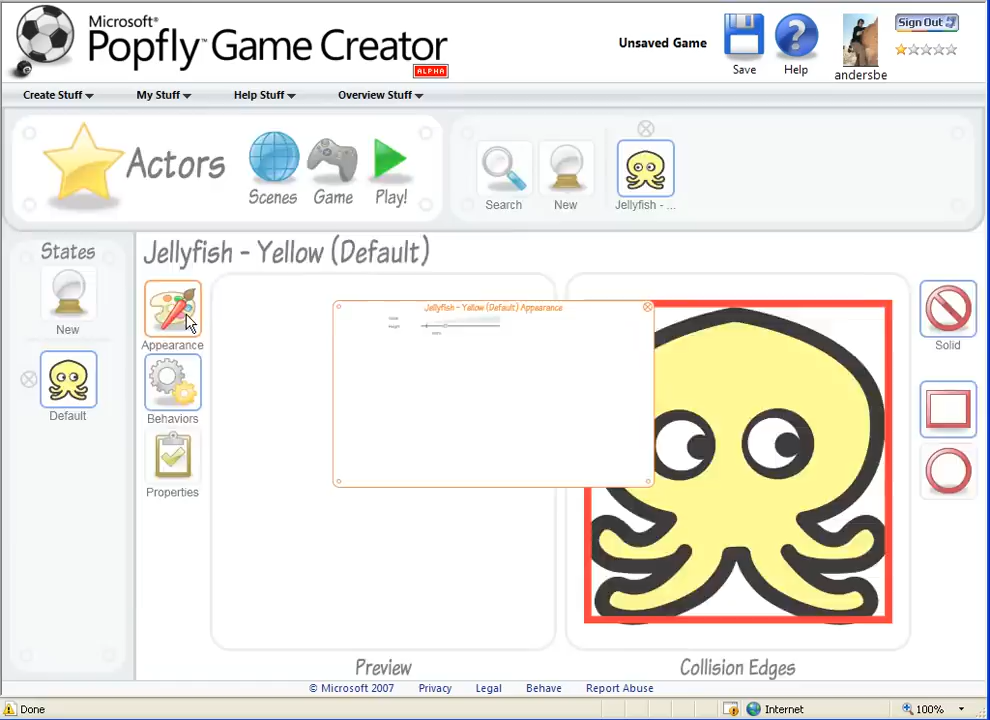 Microsoft®
Popfly™ Game Creator
ALPHA
Unsaved Game
Save
Help
Sign Out
andersbe
Create Stuff
My Stuff
Help Stuff
Overview Stuff
Actors
Scenes
Game
Play!
Search
New
Jellyfish - ...
States
New
Default
Jellyfish - Yellow (Default)
Appearance
Behaviors
Properties
Jellyfish - Yellow (Default) Appearance
Solid
Preview
Collision Edges
© Microsoft 2007
Privacy
Legal
Behave
Report Abuse
Done
Internet
100%